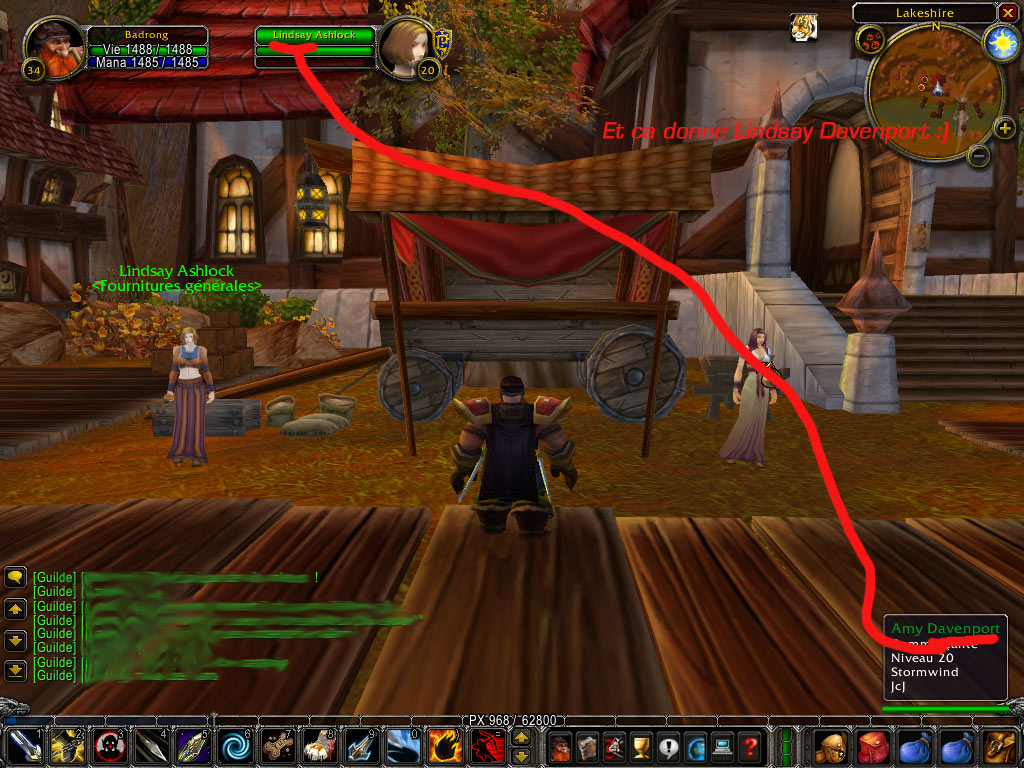 Badrong
Vie 1488 / 1488
Mana 1485 / 1485
34
Lindsay Ashlock
20
Lakeshire
N
Et ca donne Lindsay Davenport :]
Lindsay Ashlock
<Fournitures générales>
[Guilde] [ !
[Guilde]
[Guilde]
[Guilde]
[Guilde]
[Guilde]
[Guilde]
[Guilde]
Amy Davenport
Niveau 20
Stormwind
JcJ
PX 968 / 62800
1 2 3 4 5 6 7 8 9 0 =